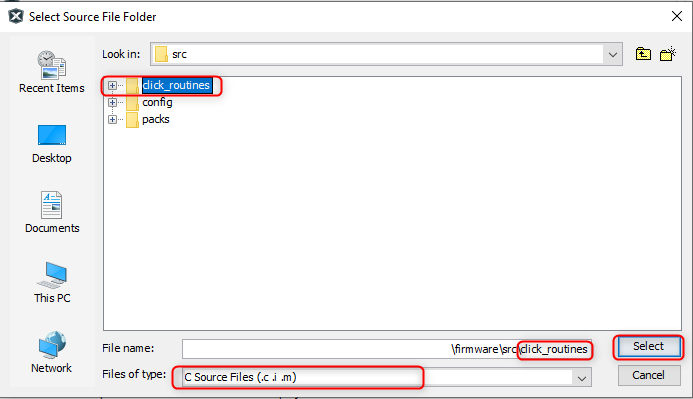 Select Source File Folder
Look in:
src
Recent Items
Desktop
Documents
This PC
Network
click_routines
config
packs
File name:
\firmware\src\click_routines
Select
Files of type:
C Source Files (.c .i .m)
Cancel